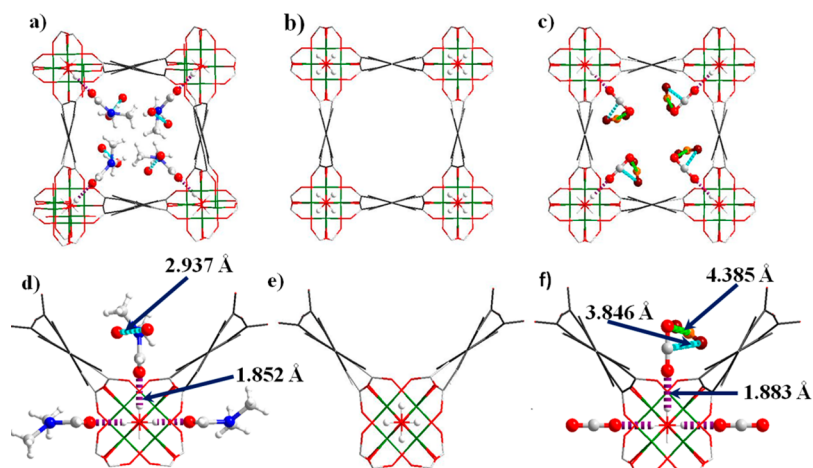 a)
b)
c)
d)
2.937 Å
1.852 Å
e)
f)
4.385 Å
3.846 Å
1.883 Å